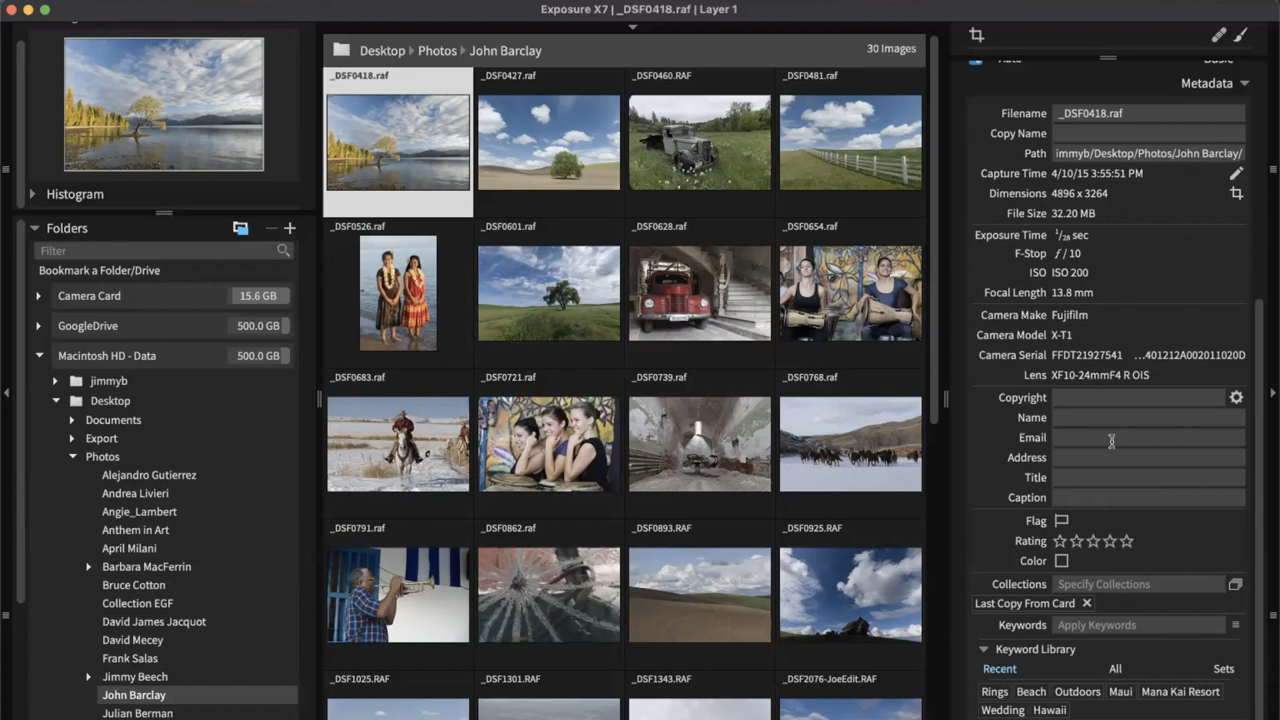 Exposure X7 | _DSF0418.raf | Layer 1
Histogram
Folders
Filter
Bookmark a Folder/Drive
Camera Card 15.6 GB
GoogleDrive 500.0 GB
Macintosh HD - Data 500.0 GB
jimmyb
Desktop
Documents
Export
Photos
Alejandro Gutierrez
Andrea Livieri
Angie_Lambert
Anthem in Art
April Milani
Barbara MacFerrin
Bruce Cotton
Collection EGF
David James Jacquot
David Mecey
Frank Salas
Jimmy Beech
John Barclay
Julian Berman
Desktop Photos John Barclay 30 Images
_DSF0418.raf _DSF0427.raf _DSF0460.RAF _DSF0481.raf
_DSF0526.raf _DSF0601.raf _DSF0628.raf _DSF0654.raf
_DSF0683.raf _DSF0721.raf _DSF0739.raf _DSF0768.raf
_DSF0791.raf _DSF0862.raf _DSF0893.RAF _DSF0925.RAF
_DSF1025.RAF _DSF1301.RAF _DSF1343.RAF _DSF2076-JoeEdit.RAF
Metadata
Filename _DSF0418.raf
Copy Name
Path immyb/Desktop/Photos/John Barclay/
Capture Time 4/10/15 3:55:51 PM
Dimensions 4896 x 3264
File Size 32.20 MB
Exposure Time 1/28 sec
F-Stop ƒ / 10
ISO ISO 200
Focal Length 13.8 mm
Camera Make Fujifilm
Camera Model X-T1
Camera Serial FFDT21927541 ...401212A002011020D
Lens XF10-24mmF4 R OIS
Copyright
Name
Email
Address
Title
Caption
Flag
Rating
Color
Collections Specify Collections
Last Copy From Card
Keywords Apply Keywords
Keyword Library
Recent All Sets
Rings Beach Outdoors Maui Mana Kai Resort
Wedding Hawaii